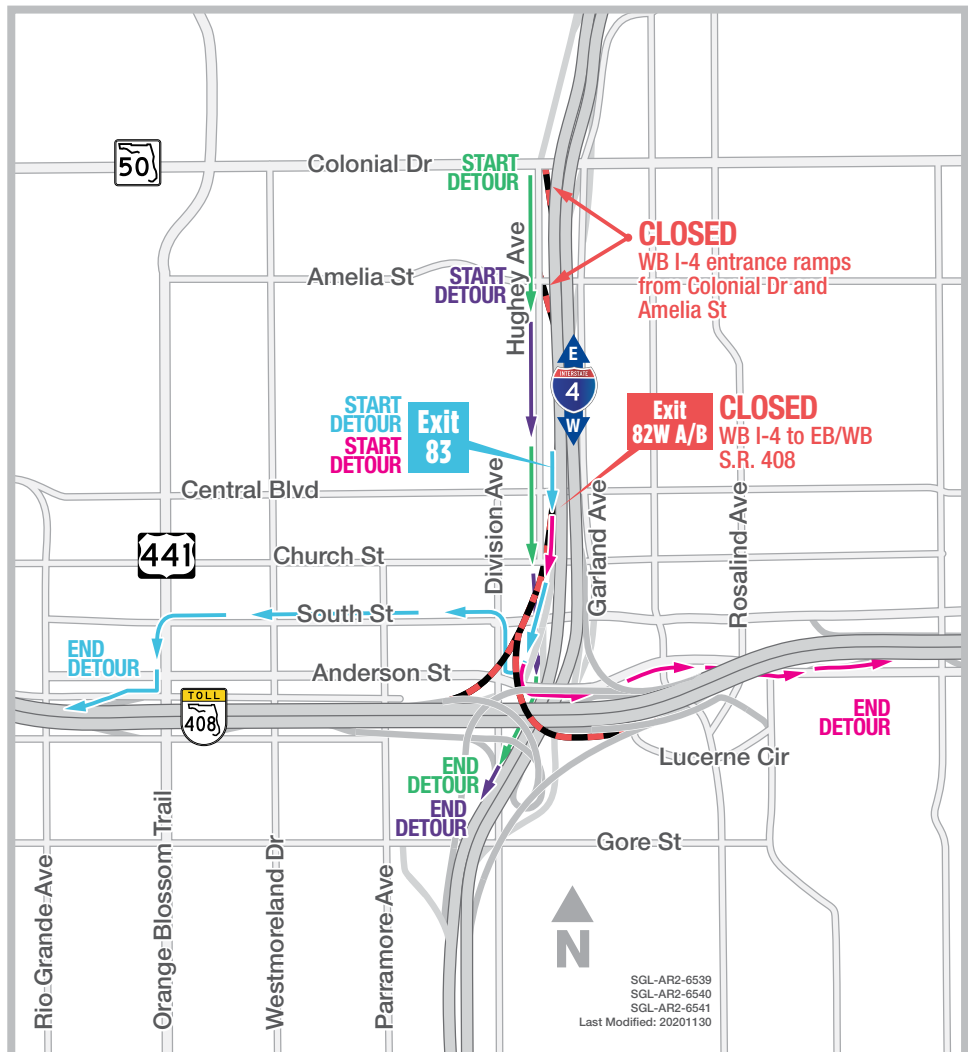 50
Colonial Dr
START
DETOUR
CLOSED
WB I-4 entrance ramps
from Colonial Dr and
Amelia St
Amelia St
START
DETOUR
Hughey Ave
E
INTERSTATE
4
W
START
DETOUR
START
DETOUR
Exit
83
Exit
82W A/B
CLOSED
WB I-4 to EB/WB
S.R. 408
Central Blvd
Division Ave
Garland Ave
Rosalind Ave
441
Church St
South St
END
DETOUR
Anderson St
TOLL
408
END
DETOUR
Lucerne Cir
END
DETOUR
END
DETOUR
Gore St
Rio Grande Ave
Orange Blossom Trail
Westmoreland Dr
Parramore Ave
N
SGL-AR2-6539
SGL-AR2-6540
SGL-AR2-6541
Last Modified: 20201130